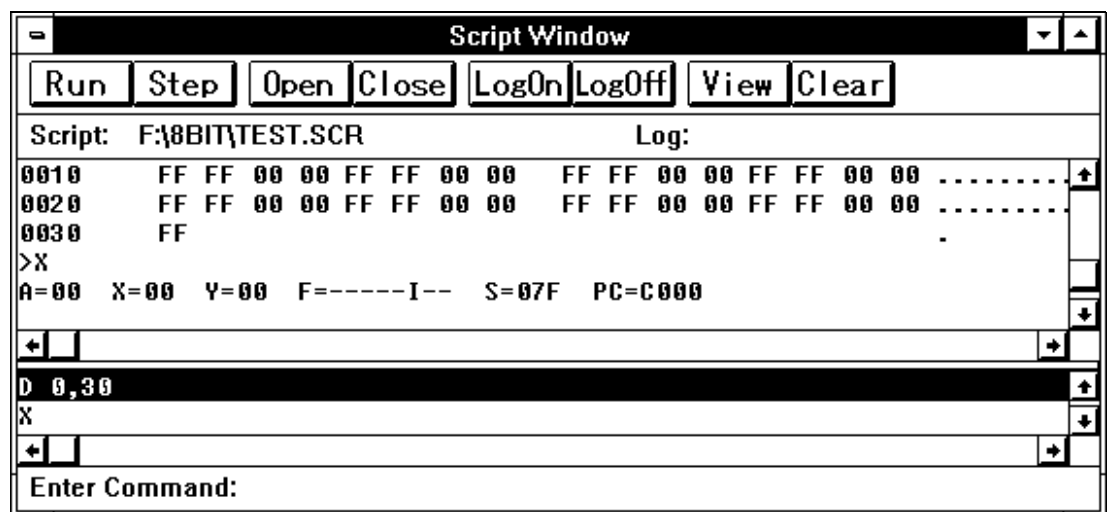 Script Window
Run Step Open Close LogOn LogOff View Clear
Script: F:\8BIT\TEST.SCR Log:
0010 FF FF 00 00 FF FF 00 00 FF FF 00 00 FF FF 00 00 .........
0020 FF FF 00 00 FF FF 00 00 FF FF 00 00 FF FF 00 00 .........
0030 FF .
>X
A=00 X=00 Y=00 F=-----I-- S=07F PC=C000
D 0,30
X
Enter Command: